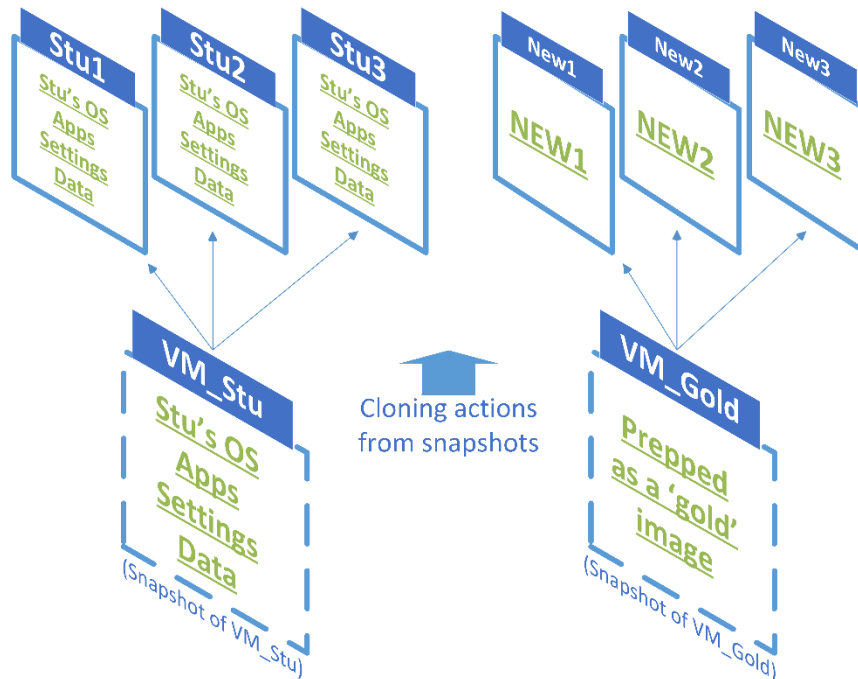 Stu1
Stu's OS
Apps
Settings
Data
Stu2
Stu's OS
Apps
Settings
Data
Stu3
Stu's OS
Apps
Settings
Data
New1
NEW1
New2
NEW2
New3
NEW3
VM_Stu
Stu's OS
Apps
Settings
Data
(Snapshot of VM_Stu)
Cloning actions
from snapshots
VM_Gold
Prepped
as a 'gold'
image
(Snapshot of VM_Gold)